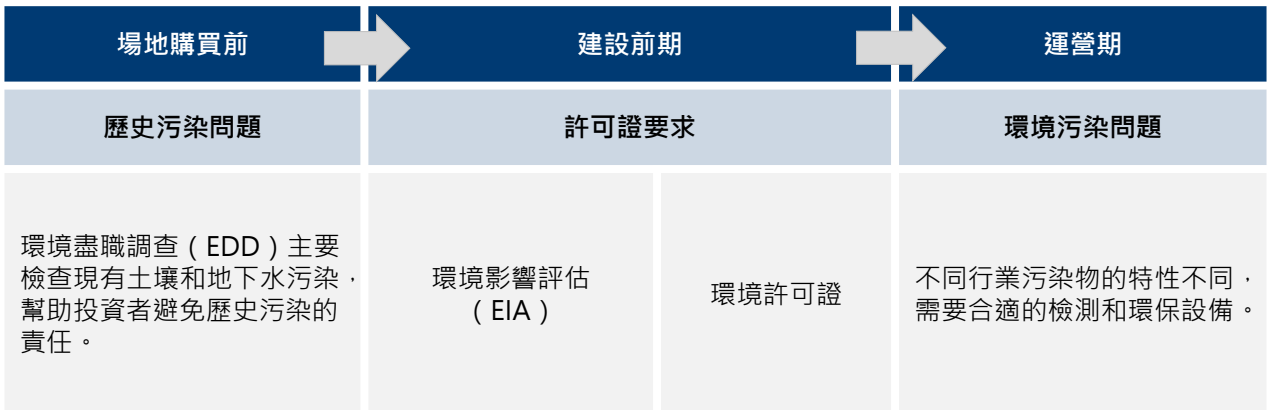 場地購買前
建設前期
運營期
歷史污染問題
許可證要求
環境污染問題
環境盡職調查（EDD）主要
檢查現有土壤和地下水污染，
幫助投資者避免歷史污染的
責任。
環境影響評估
（EIA）
環境許可證
不同行業污染物的特性不同，
需要合適的檢測和環保設備。